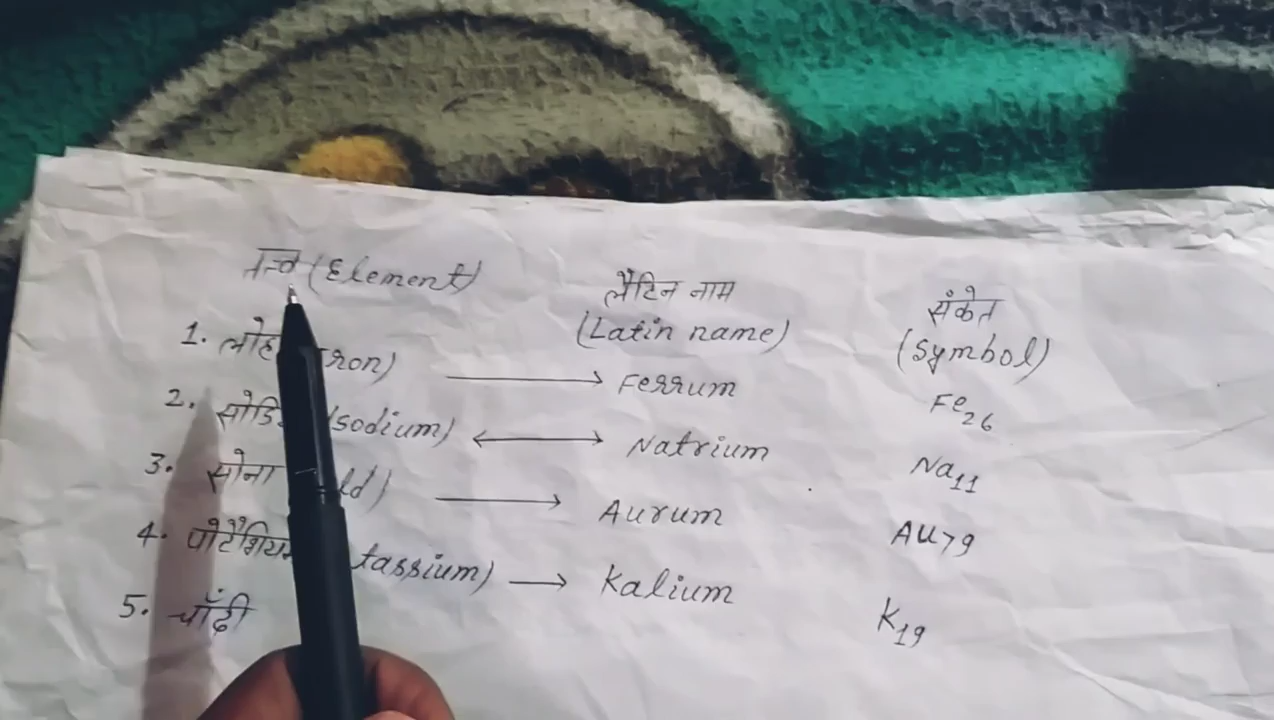 तत्व (Element) लैटिन नाम संकेत
(Latin name) (Symbol)
1. लोह ron) → Ferrum Fe26
2. सोडि (sodium) ↔ Natrium Na11
3. सोना ld) → Aurum AU79
4. पोटैशिय tassium) → Kalium K19
5. चाँदी